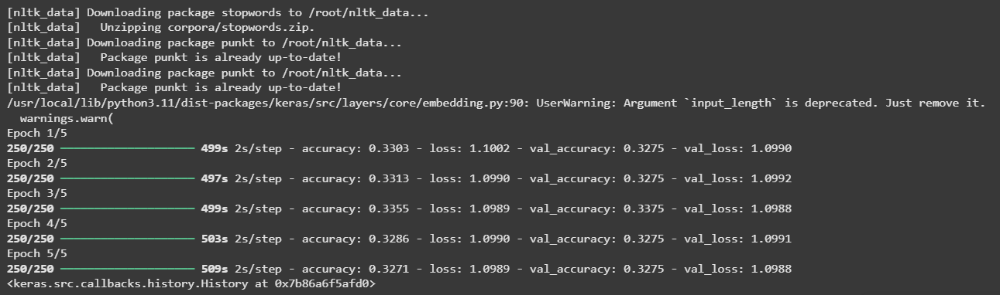 [nltk_data] Downloading package stopwords to /root/nltk_data...
[nltk_data]   Unzipping corpora/stopwords.zip.
[nltk_data] Downloading package punkt to /root/nltk_data...
[nltk_data]   Package punkt is already up-to-date!
[nltk_data] Downloading package punkt to /root/nltk_data...
[nltk_data]   Package punkt is already up-to-date!
/usr/local/lib/python3.11/dist-packages/keras/src/layers/core/embedding.py:90: UserWarning: Argument `input_length` is deprecated. Just remove it.
  warnings.warn(
Epoch 1/5
250/250 ━━━━━━━━━━━━━━━━━━━━ 499s 2s/step - accuracy: 0.3303 - loss: 1.1002 - val_accuracy: 0.3275 - val_loss: 1.0990
Epoch 2/5
250/250 ━━━━━━━━━━━━━━━━━━━━ 497s 2s/step - accuracy: 0.3313 - loss: 1.0990 - val_accuracy: 0.3275 - val_loss: 1.0992
Epoch 3/5
250/250 ━━━━━━━━━━━━━━━━━━━━ 499s 2s/step - accuracy: 0.3355 - loss: 1.0989 - val_accuracy: 0.3375 - val_loss: 1.0988
Epoch 4/5
250/250 ━━━━━━━━━━━━━━━━━━━━ 503s 2s/step - accuracy: 0.3286 - loss: 1.0990 - val_accuracy: 0.3275 - val_loss: 1.0991
Epoch 5/5
250/250 ━━━━━━━━━━━━━━━━━━━━ 509s 2s/step - accuracy: 0.3271 - loss: 1.0989 - val_accuracy: 0.3275 - val_loss: 1.0988
<keras.src.callbacks.history.History at 0x7b86a6f5afd0>